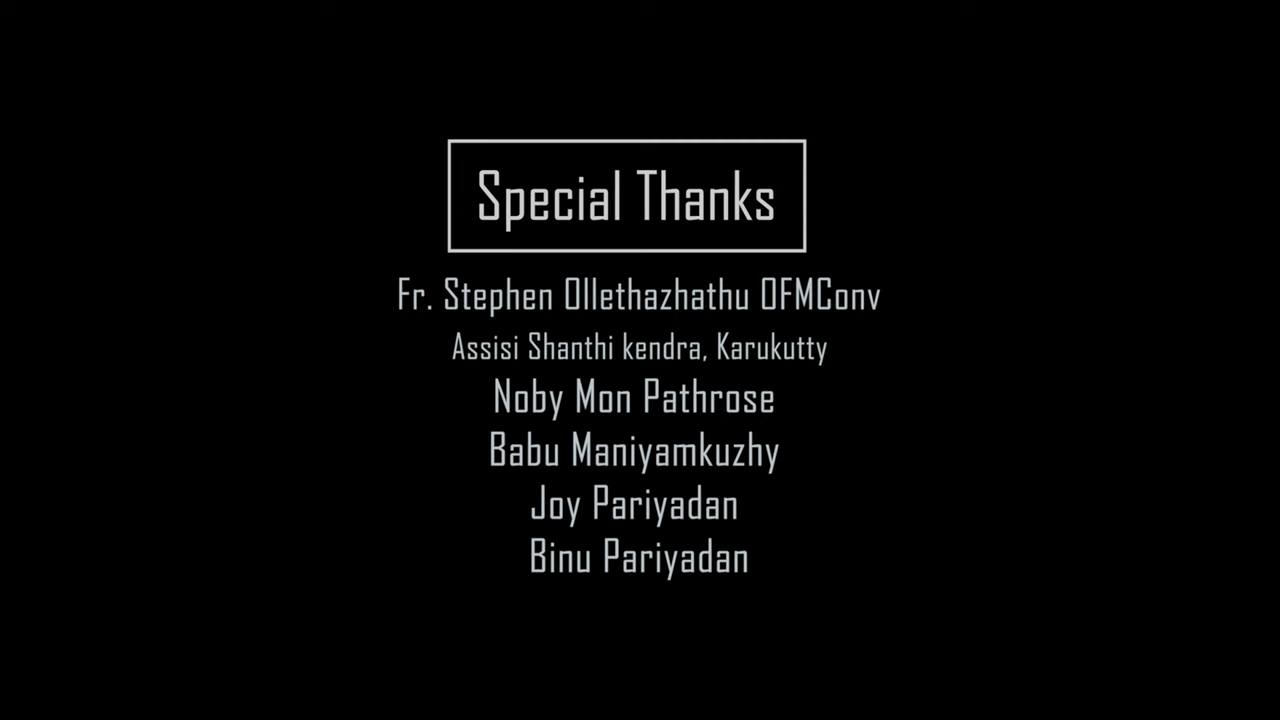 Special Thanks
Fr. Stephen Ollethazhathu OFMConv
Assisi Shanthi kendra, Karukutty
Noby Mon Pathrose
Babu Maniyamkuzhy
Joy Pariyadan
Binu Pariyadan